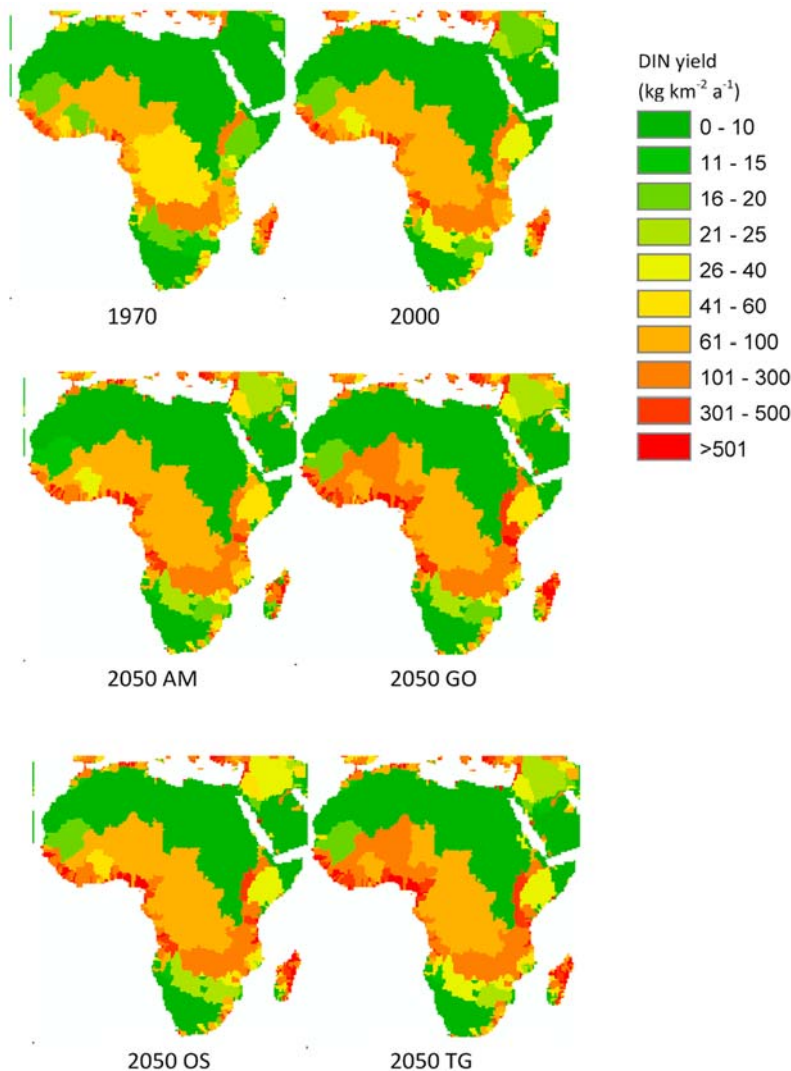 DIN yield
(kg km⁻² a⁻¹)
0 - 10
11 - 15
16 - 20
21 - 25
26 - 40
41 - 60
61 - 100
101 - 300
301 - 500
>501
1970
2000
2050 AM
2050 GO
2050 OS
2050 TG